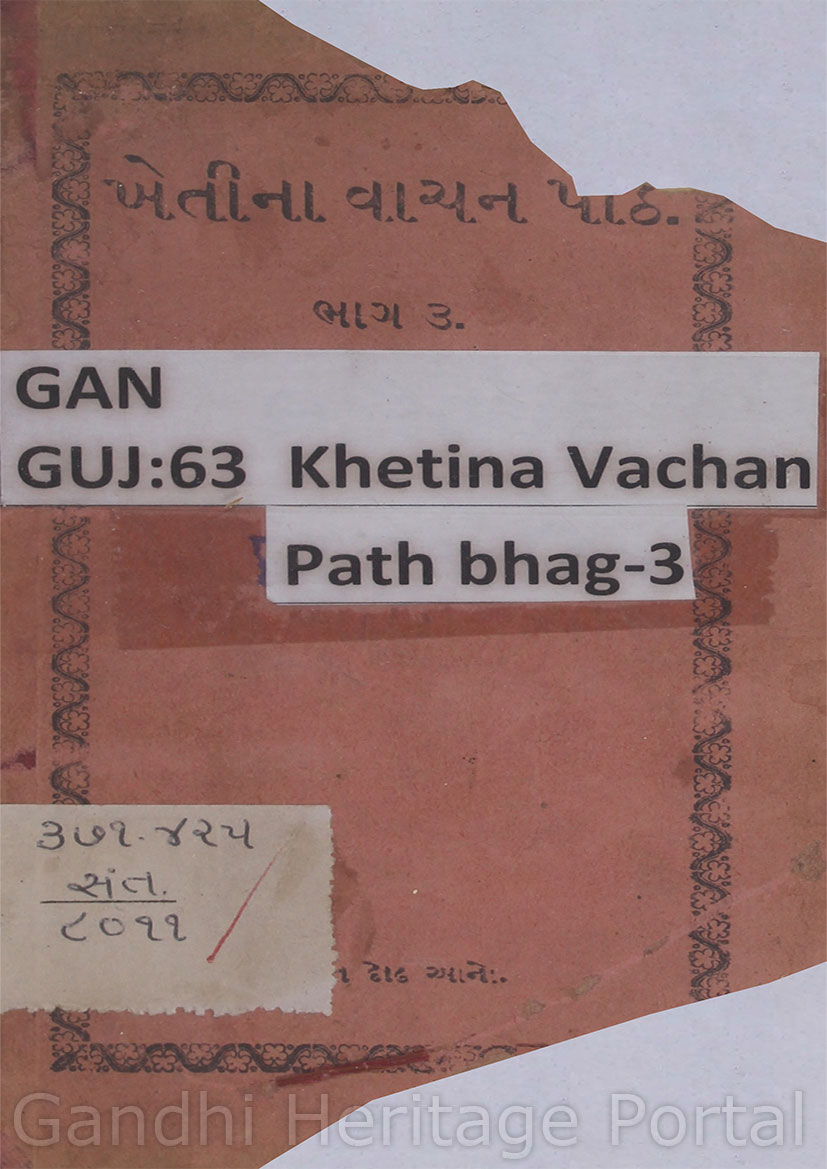 ખેતીના વાચન પાઠ.
ભાગ ૩.
GAN
GUJ:63 Khetina Vachan
Path bhag-3
૩૭૧.૪૨૫
સંત.
૮૦૧૧
દોઢ આનો.
Gandhi Heritage Portal